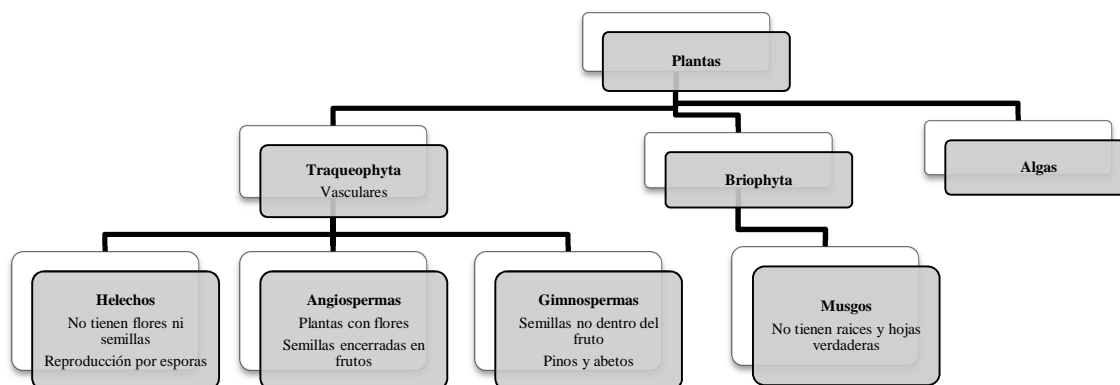 Plantas
Traqueophyta
Vasculares
Briophyta
Algas
Helechos
No tienen flores ni
semillas
Reproducción por esporas
Angiospermas
Plantas con flores
Semillas encerradas en
frutos
Gimnospermas
Semillas no dentro del
fruto
Pinos y abetos
Musgos
No tienen raices y hojas
verdaderas